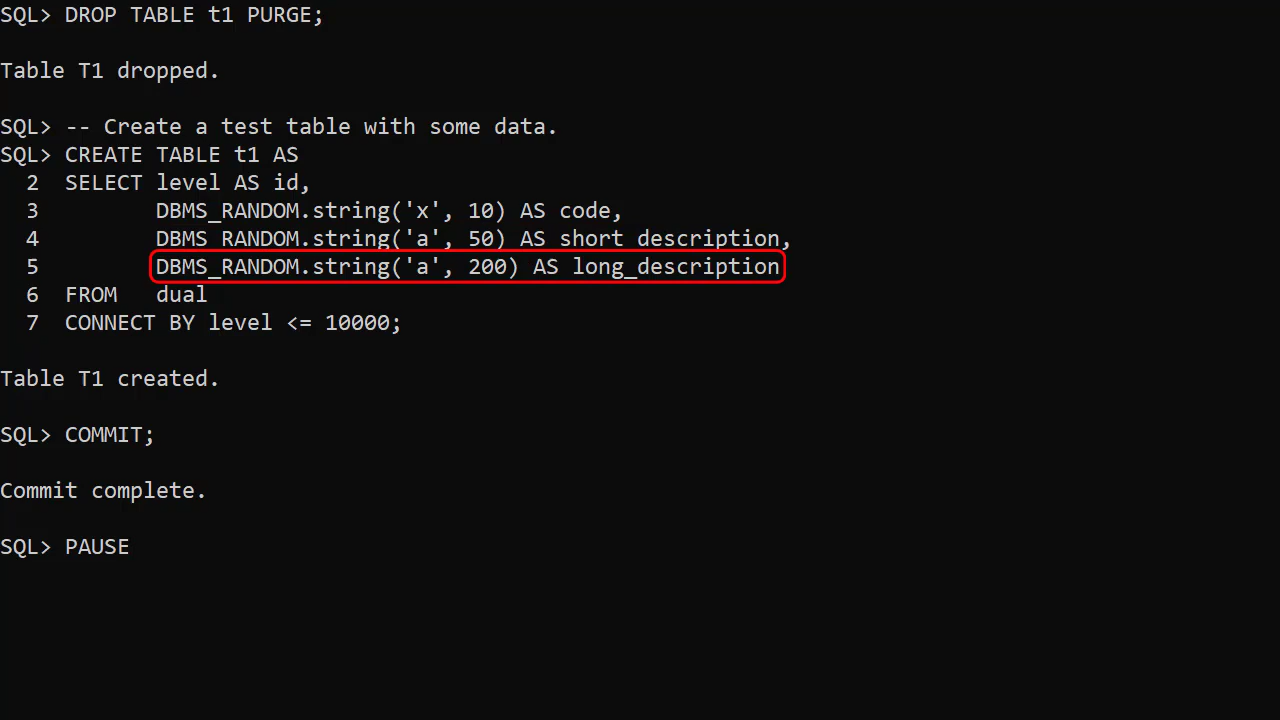 SQL> DROP TABLE t1 PURGE;
Table T1 dropped.
SQL> -- Create a test table with some data.
SQL> CREATE TABLE t1 AS
  2  SELECT level AS id,
  3         DBMS_RANDOM.string('x', 10) AS code,
  4         DBMS_RANDOM.string('a', 50) AS short_description,
  5         DBMS_RANDOM.string('a', 200) AS long_description
  6  FROM   dual
  7  CONNECT BY level <= 10000;
Table T1 created.
SQL> COMMIT;
Commit complete.
SQL> PAUSE